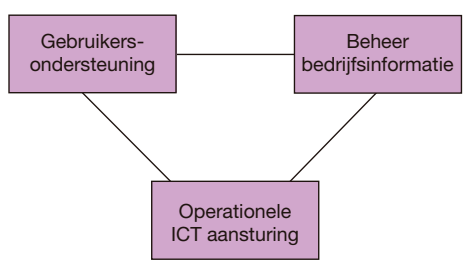 Gebruikers-
ondersteuning
Beheer
bedrijfsinformatie
Operationele
ICT aansturing